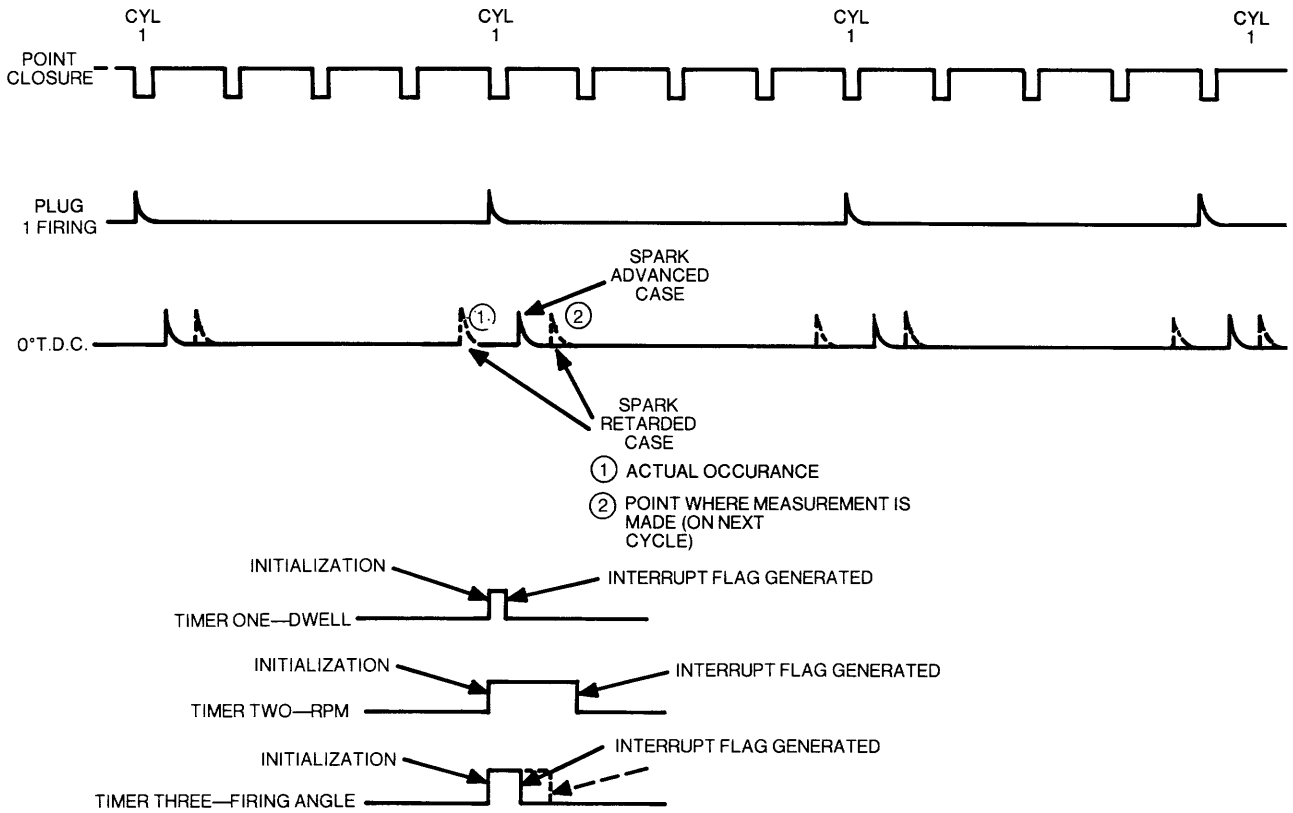 CYL
1
CYL
1
CYL
1
CYL
1
POINT
CLOSURE
PLUG
1 FIRING
SPARK
ADVANCED
CASE
1
2
0°T.D.C.
SPARK
RETARDED
CASE
1 ACTUAL OCCURANCE
2 POINT WHERE MEASUREMENT IS
MADE (ON NEXT
CYCLE)
INITIALIZATION
INTERRUPT FLAG GENERATED
TIMER ONE—DWELL
INITIALIZATION
INTERRUPT FLAG GENERATED
TIMER TWO—RPM
INITIALIZATION
INTERRUPT FLAG GENERATED
TIMER THREE—FIRING ANGLE